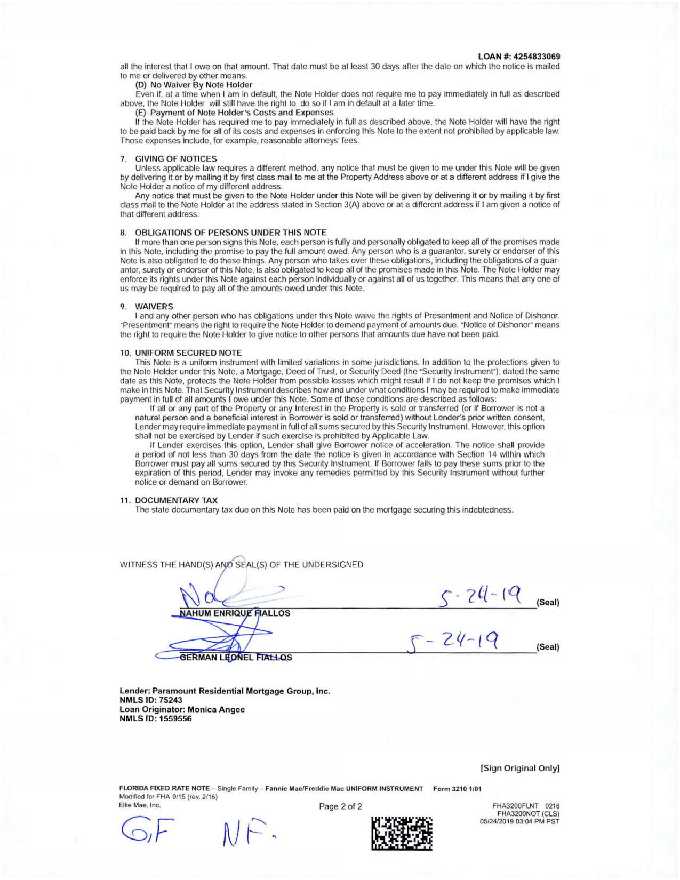 LOAN #: 4254833069
all the interest that I owe on that amount. That date must be at least 30 days after the date on which the notice is mailed
to me or delivered by other means.
(D) No Waiver By Note Holder
Even if, at a time when I am in default, the Note Holder does not require me to pay immediately in full as described
above, the Note Holder will still have the right to do so if I am in default at a later time.
(E) Payment of Note Holder's Costs and Expenses
If the Note Holder has required me to pay immediately in full as described above, the Note Holder will have the right
to be paid back by me for all of its costs and expenses in enforcing this Note to the extent not prohibited by applicable law.
Those expenses include, for example, reasonable attorneys' fees.
7. GIVING OF NOTICES
Unless applicable law requires a different method, any notice that must be given to me under this Note will be given
by delivering it or by mailing it by first class mail to me at the Property Address above or at a different address if I give the
Note Holder a notice of my different address.
Any notice that must be given to the Note Holder under this Note will be given by delivering it or by mailing it by first
class mail to the Note Holder at the address stated in Section 3(A) above or at a different address if I am given a notice of
that different address.
8. OBLIGATIONS OF PERSONS UNDER THIS NOTE
If more than one person signs this Note, each person is fully and personally obligated to keep all of the promises made
in this Note, including the promise to pay the full amount owed. Any person who is a guarantor, surety or endorser of this
Note is also obligated to do these things. Any person who takes over these obligations, including the obligations of a guar-
antor, surety or endorser of this Note, is also obligated to keep all of the promises made in this Note. The Note Holder may
enforce its rights under this Note against each person individually or against all of us together. This means that any one of
us may be required to pay all of the amounts owed under this Note.
9. WAIVERS
I and any other person who has obligations under this Note waive the rights of Presentment and Notice of Dishonor.
"Presentment" means the right to require the Note Holder to demand payment of amounts due. "Notice of Dishonor" means
the right to require the Note Holder to give notice to other persons that amounts due have not been paid.
10. UNIFORM SECURED NOTE
This Note is a uniform instrument with limited variations in some jurisdictions. In addition to the protections given to
the Note Holder under this Note, a Mortgage, Deed of Trust, or Security Deed (the "Security Instrument"), dated the same
date as this Note, protects the Note Holder from possible losses which might result if I do not keep the promises which I
make in this Note. That Security Instrument describes how and under what conditions I may be required to make immediate
payment in full of all amounts I owe under this Note. Some of those conditions are described as follows:
If all or any part of the Property or any Interest in the Property is sold or transferred (or if Borrower is not a
natural person and a beneficial interest in Borrower is sold or transferred) without Lender's prior written consent,
Lender may require immediate payment in full of all sums secured by this Security Instrument. However, this option
shall not be exercised by Lender if such exercise is prohibited by Applicable Law.
If Lender exercises this option, Lender shall give Borrower notice of acceleration. The notice shall provide
a period of not less than 30 days from the date the notice is given in accordance with Section 14 within which
Borrower must pay all sums secured by this Security Instrument. If Borrower fails to pay these sums prior to the
expiration of this period, Lender may invoke any remedies permitted by this Security Instrument without further
notice or demand on Borrower.
11. DOCUMENTARY TAX
The state documentary tax due on this Note has been paid on the mortgage securing this indebtedness.
WITNESS THE HAND(S) AND SEAL(S) OF THE UNDERSIGNED
5-24-19 (Seal)
NAHUM ENRIQUE FIALLOS
5-24-19 (Seal)
GERMAN LEONEL FIALLOS
Lender: Paramount Residential Mortgage Group, Inc.
NMLS ID: 75243
Loan Originator: Monica Angee
NMLS ID: 1559556
[Sign Original Only]
FLORIDA FIXED RATE NOTE – Single Family – Fannie Mae/Freddie Mac UNIFORM INSTRUMENT Form 3210 1/01
Modified for FHA 9/15 (rev. 2/16)
Ellie Mae, Inc. Page 2 of 2 FHA3200FLNT 0216
FHA3200NOT (CLS)
05/24/2019 03:04 PM PST
GF NF.